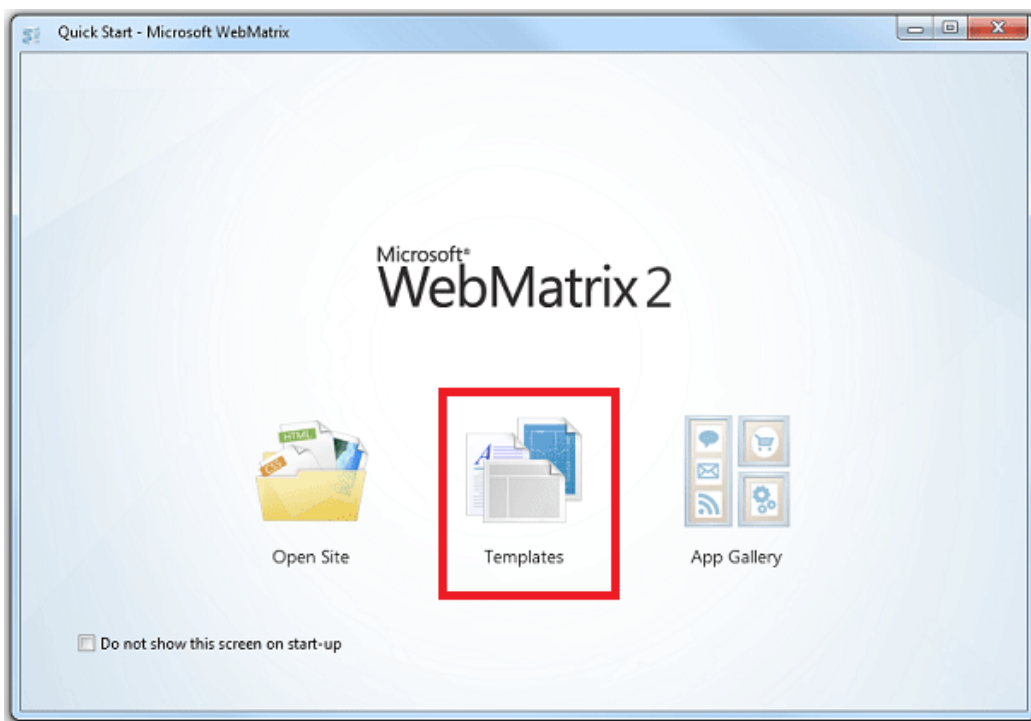 Quick Start - Microsoft WebMatrix
Microsoft®
WebMatrix 2
HTML
CSS
A
Open Site
Templates
App Gallery
Do not show this screen on start-up